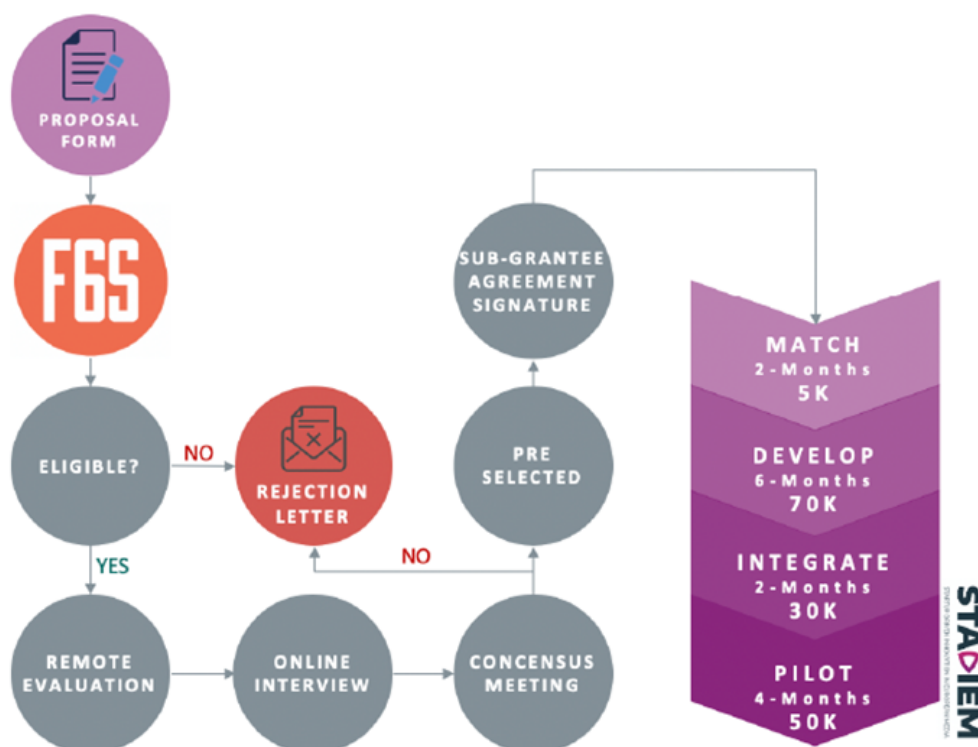 PROPOSAL
FORM
F6S
ELIGIBLE?
NO
REJECTION
LETTER
YES
REMOTE
EVALUATION
ONLINE
INTERVIEW
CONCENSUS
MEETING
NO
PRE
SELECTED
SUB-GRANTEE
AGREEMENT
SIGNATURE
MATCH
2-Months
5K
DEVELOP
6-Months
70K
INTEGRATE
2-Months
30K
PILOT
4-Months
50K
STADIEM